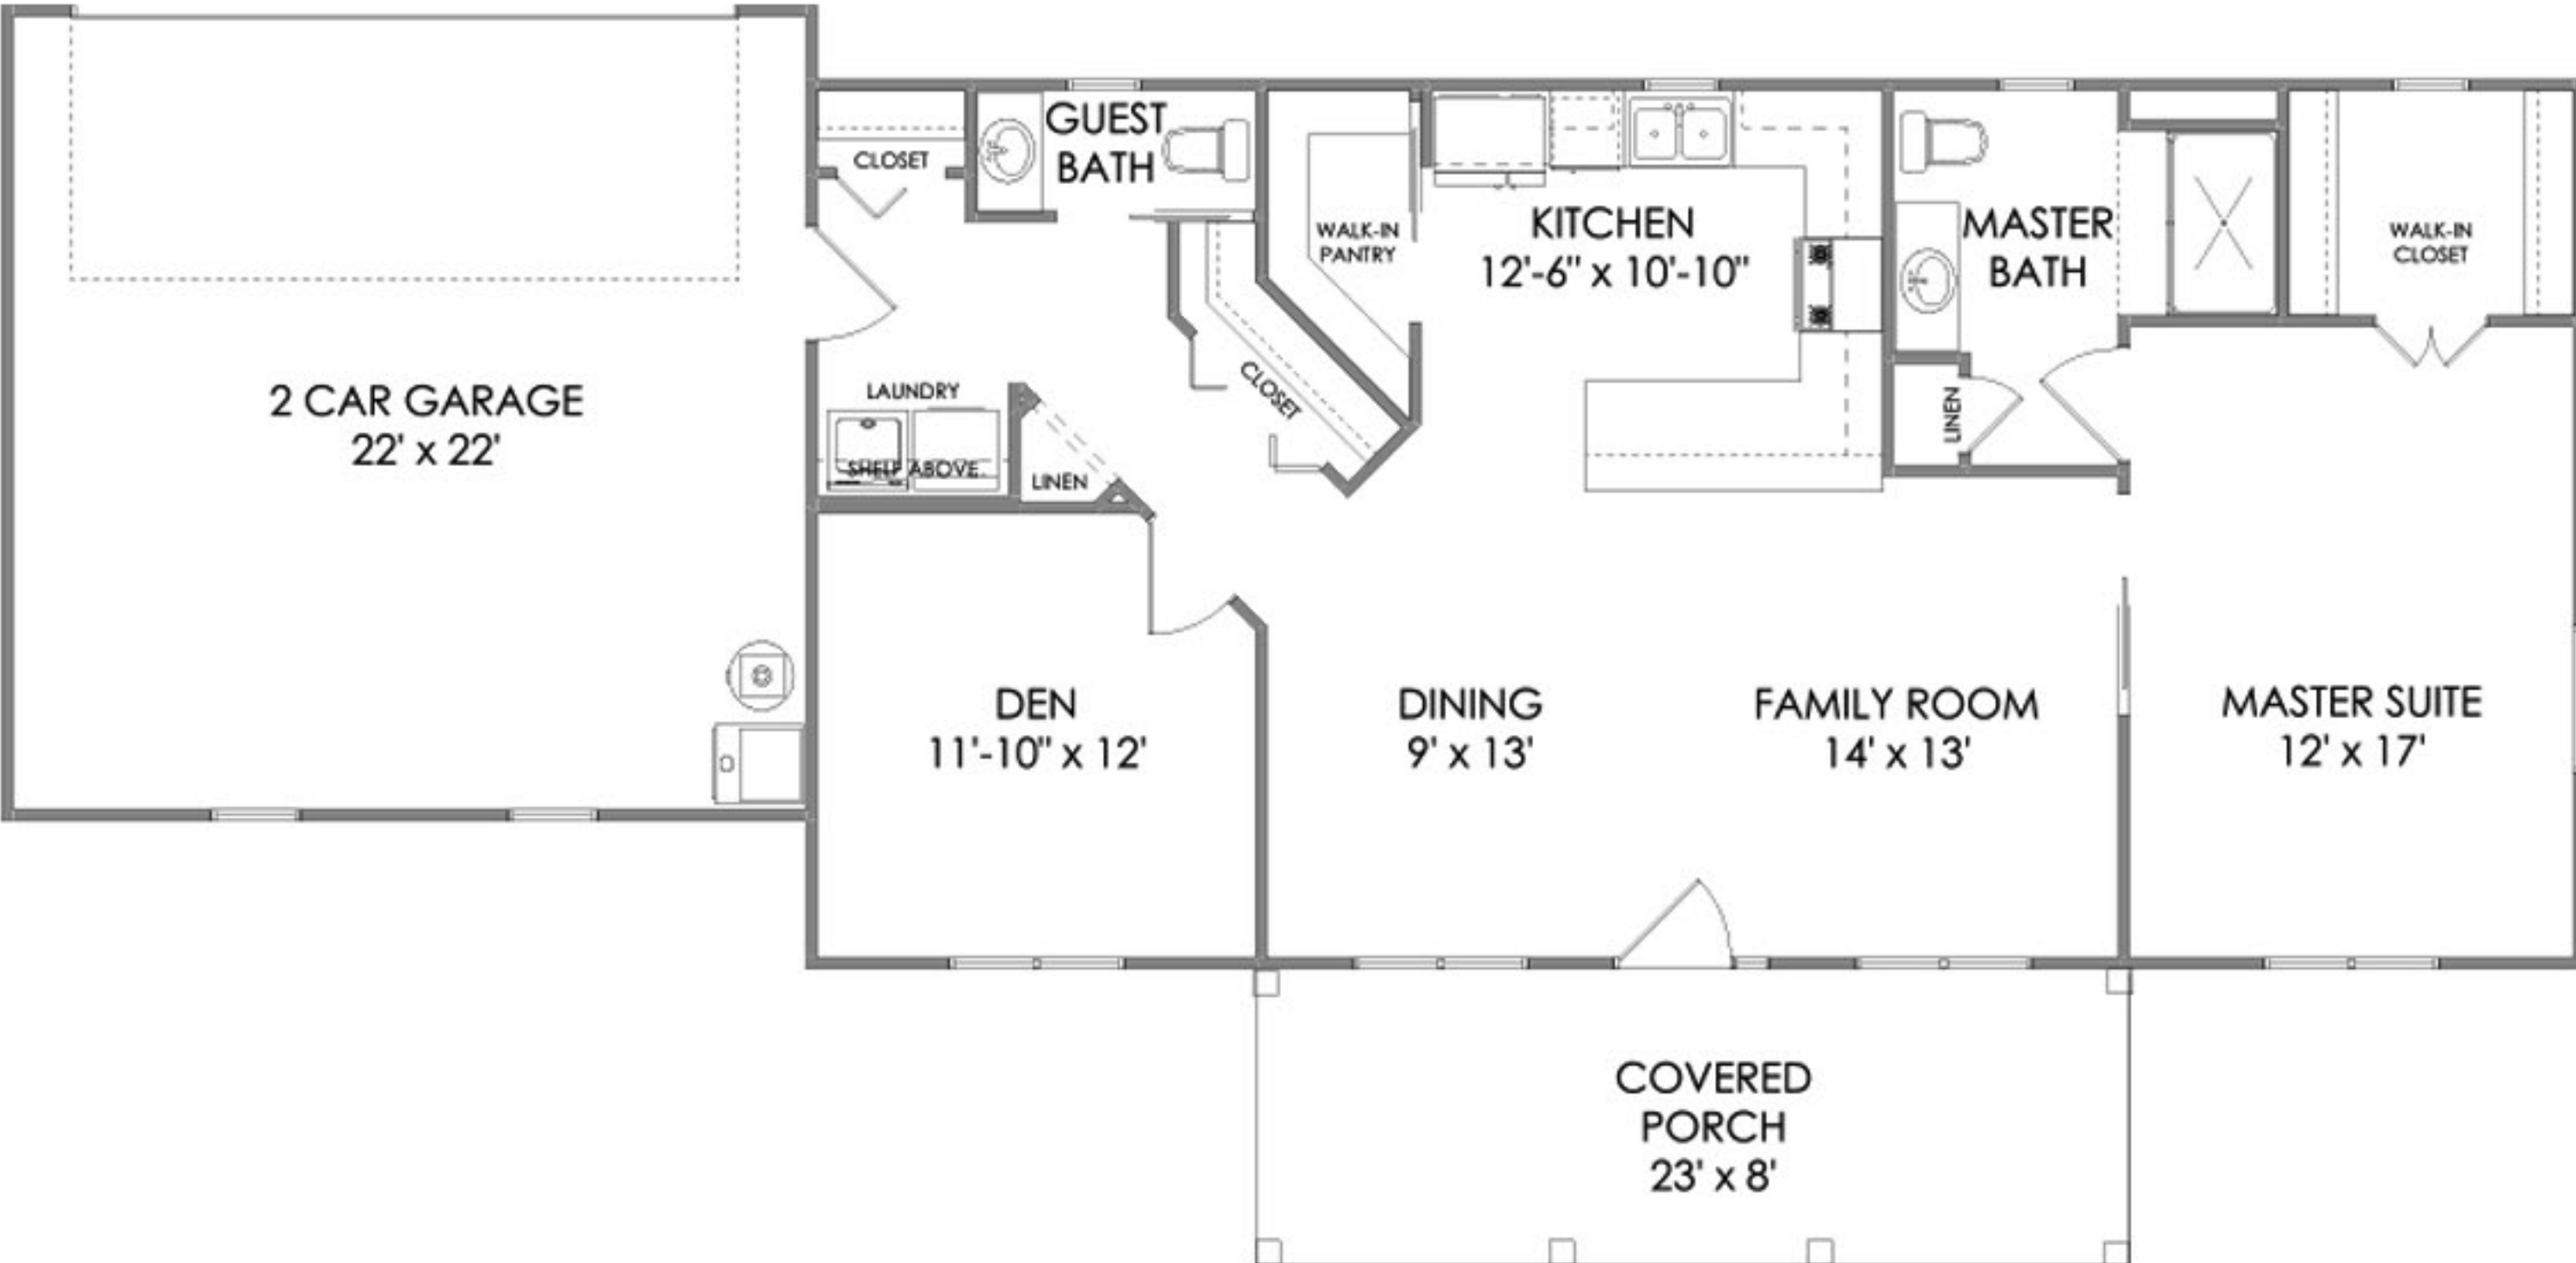 2 CAR GARAGE
22' x 22'
CLOSET
GUEST
BATH
LAUNDRY
SHELF ABOVE
LINEN
CLOSET
WALK-IN
PANTRY
KITCHEN
12'-6" x 10'-10"
MASTER
BATH
LINEN
WALK-IN
CLOSET
DEN
11'-10" x 12'
DINING
9' x 13'
FAMILY ROOM
14' x 13'
MASTER SUITE
12' x 17'
COVERED
PORCH
23' x 8'